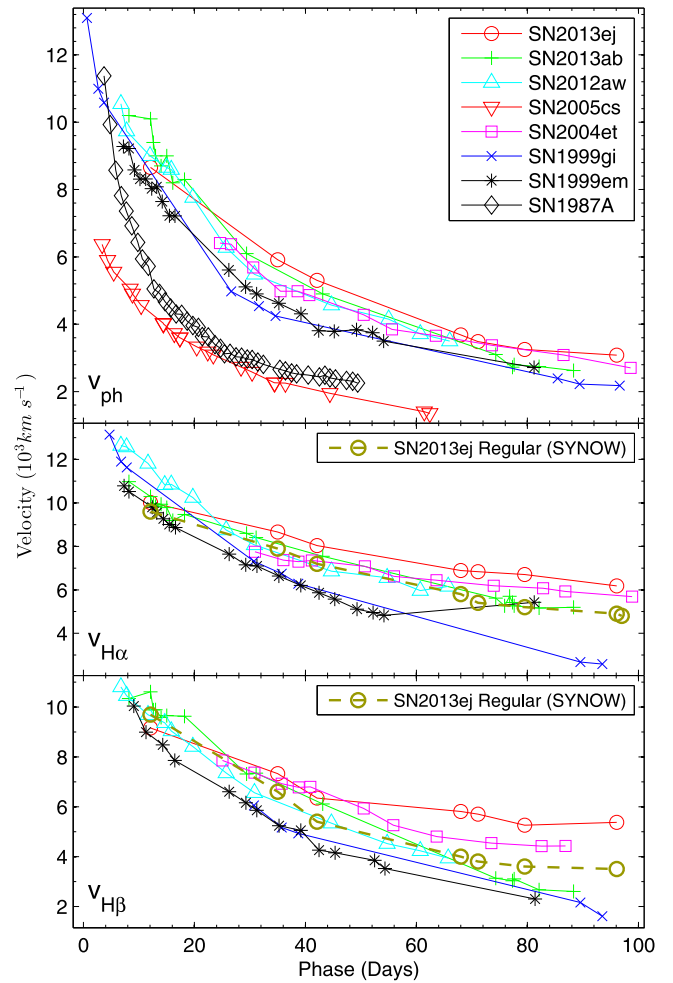 12
10
8
6
4
2
SN2013ej
SN2013ab
SN2012aw
SN2005cs
SN2004et
SN1999gi
SN1999em
SN1987A
v_ph
Velocity (10³km s⁻¹)
12
10
8
6
4
SN2013ej Regular (SYNOW)
v_Hα
10
8
6
4
2
SN2013ej Regular (SYNOW)
v_Hβ
0 20 40 60 80 100
Phase (Days)